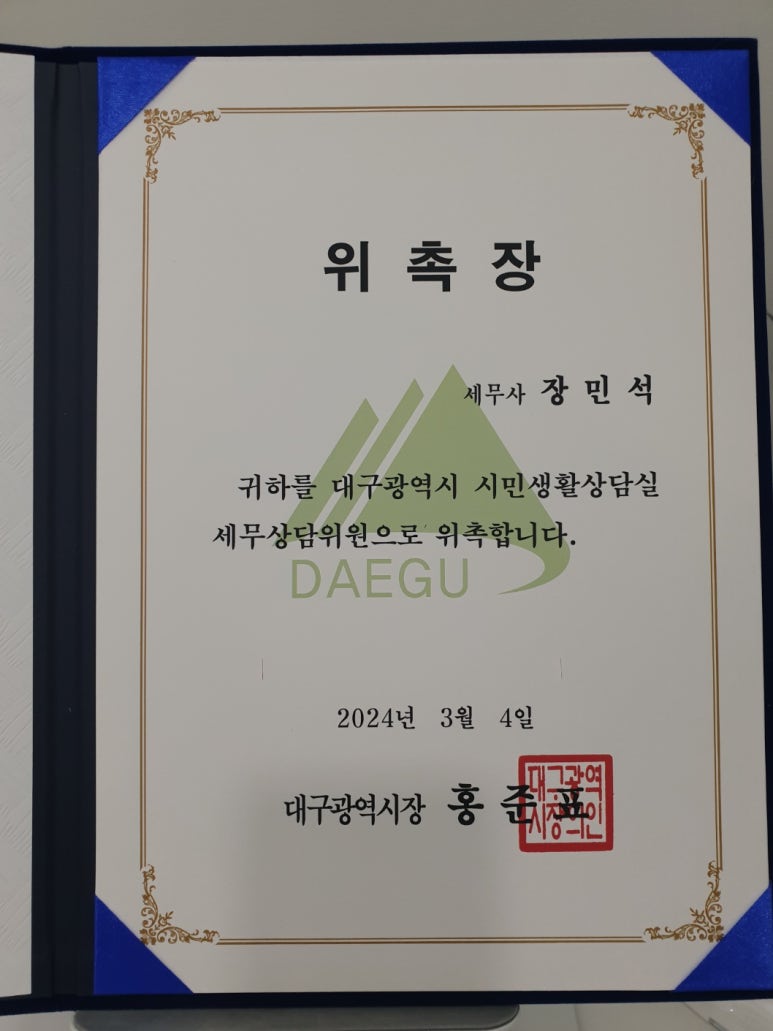 위 촉 장
세무사 장 민 석
귀하를 대구광역시 시민생활상담실
세무상담위원으로 위촉합니다.
DAEGU
2024년 3월 4일
대구광역시장 홍 준 표
대구광역
시장의인